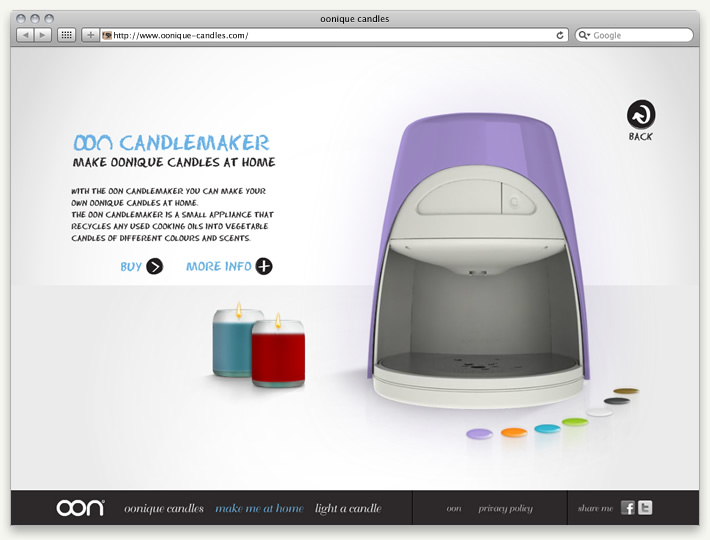 oonique candles
http://www.oonique-candles.com/
Google
BACK
OON CANDLEMAKER
MAKE OONIQUE CANDLES AT HOME
WITH THE OON CANDLEMAKER YOU CAN MAKE YOUR
OWN OONIQUE CANDLES AT HOME.
THE OON CANDLEMAKER IS A SMALL APPLIANCE THAT
RECYCLES ANY USED COOKING OILS INTO VEGETABLE
CANDLES OF DIFFERENT COLOURS AND SCENTS.
BUY MORE INFO
oon oonique candles make me at home light a candle oon privacy policy share me